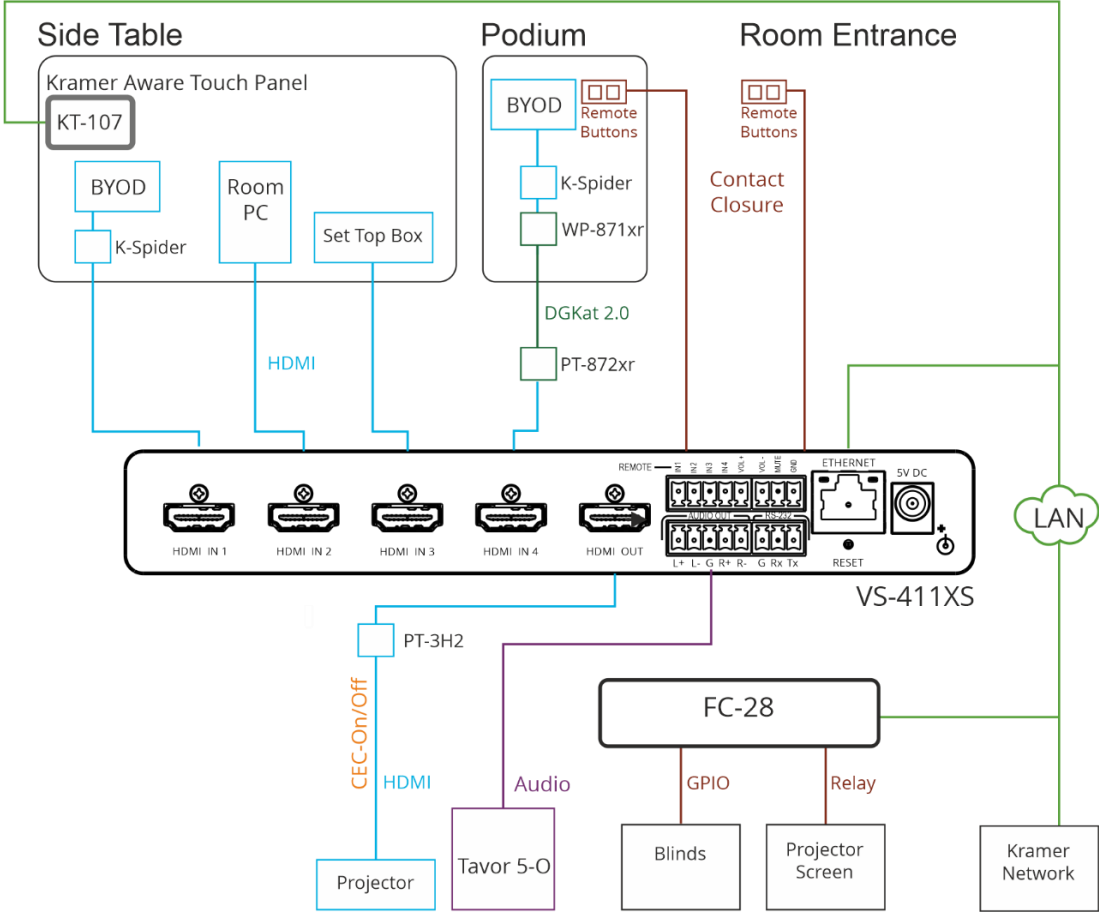 Side Table
Podium
Room Entrance
Kramer Aware Touch Panel
KT-107
BYOD
K-Spider
Room
PC
Set Top Box
BYOD
Remote
Buttons
K-Spider
WP-871xr
Remote
Buttons
Contact
Closure
DGKat 2.0
PT-872xr
HDMI
REMOTE
IN1
IN2
IN3
IN4
VOL+
VOL-
MUTE
GND
ETHERNET
5V DC
AUDIO OUT
RS-232
HDMI IN 1
HDMI IN 2
HDMI IN 3
HDMI IN 4
HDMI OUT
L+ L- G R+ R- G Rx Tx
RESET
LAN
VS-411XS
PT-3H2
CEC-On/Off
HDMI
Audio
FC-28
GPIO
Relay
Projector
Tavor 5-O
Blinds
Projector
Screen
Kramer
Network